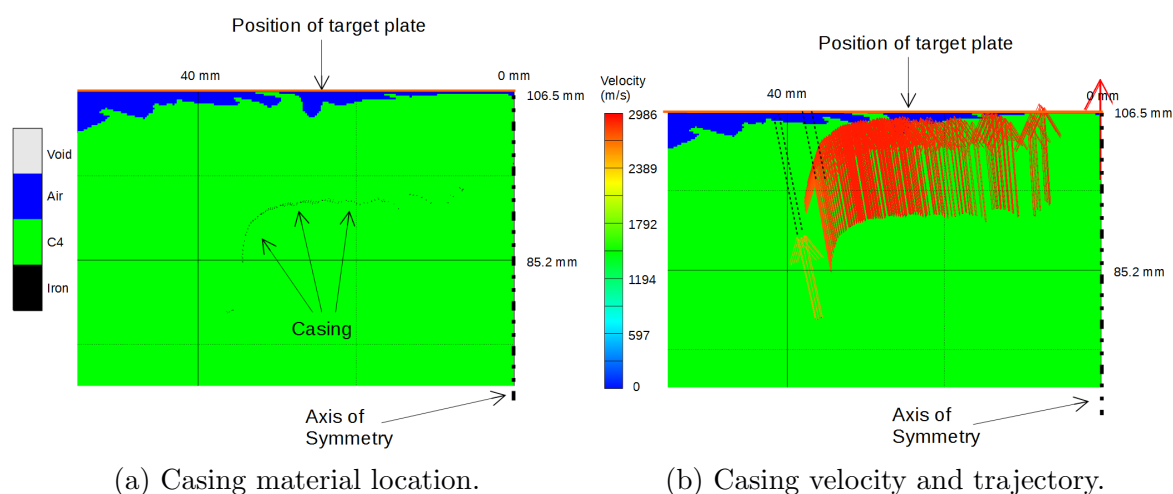 Position of target plate
40 mm
0 mm
106.5 mm
Void
Air
C4
Iron
85.2 mm
Casing
Axis of
Symmetry
(a) Casing material location.
Position of target plate
Velocity
(m/s)
40 mm
0 mm
2986
106.5 mm
2389
1792
1194
85.2 mm
597
0
Axis of
Symmetry
(b) Casing velocity and trajectory.